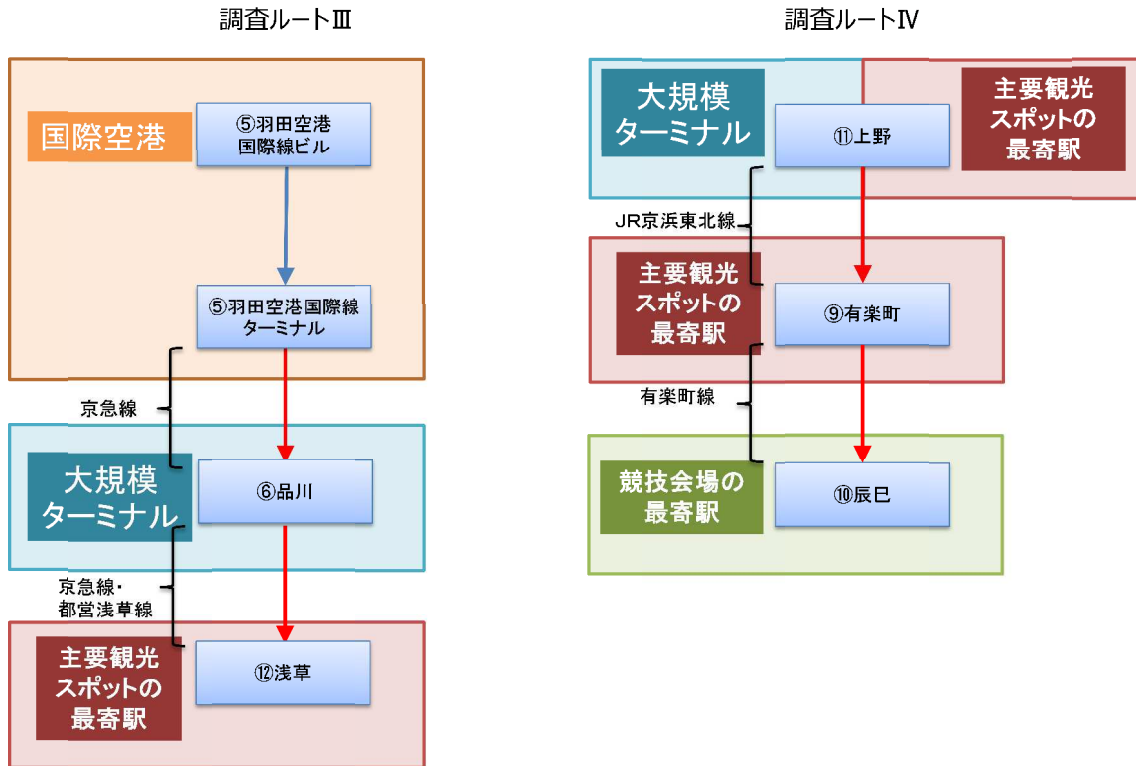 調査ルートⅢ
国際空港
⑤羽田空港
国際線ビル
⑤羽田空港国際線
ターミナル
京急線
大規模
ターミナル
⑥品川
京急線・
都営浅草線
主要観光
スポットの
最寄駅
⑫浅草
調査ルートⅣ
大規模
ターミナル
⑪上野
主要観光
スポットの
最寄駅
JR京浜東北線
主要観光
スポットの
最寄駅
⑨有楽町
有楽町線
競技会場の
最寄駅
⑩辰巳